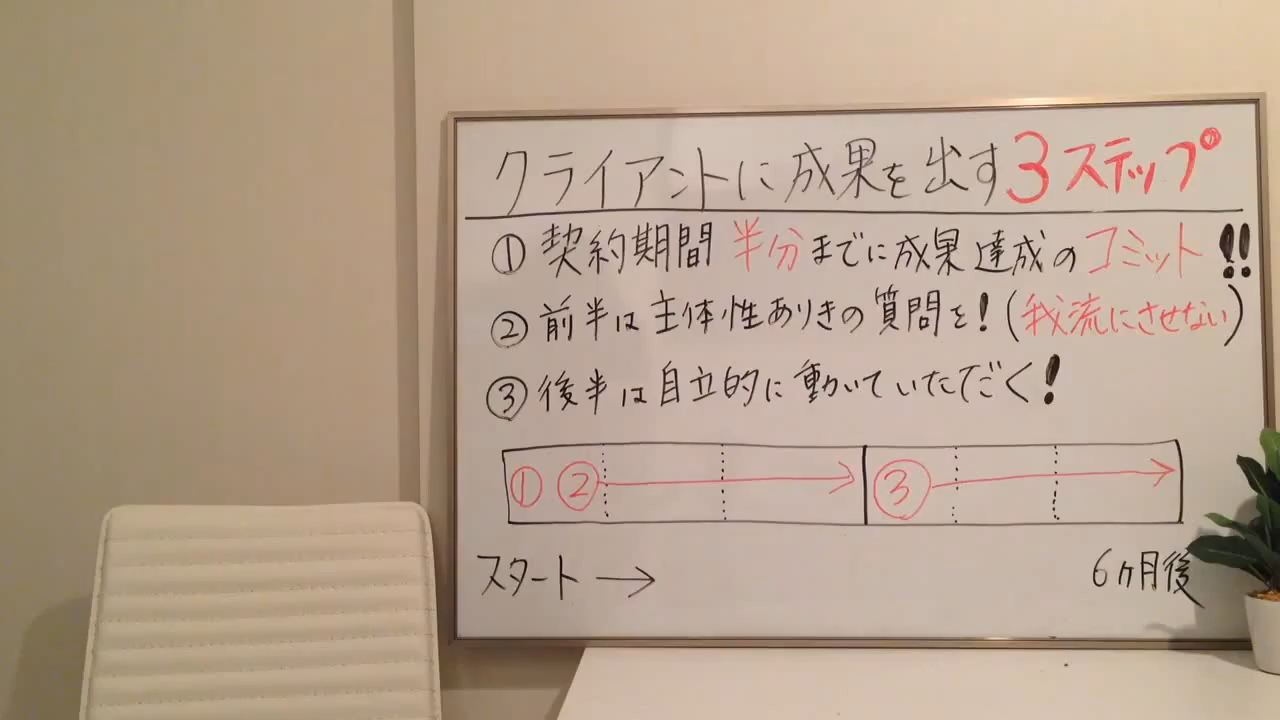 クライアントに成果を出す3ステップ
① 契約期間 半分までに成果達成のコミット!!
② 前半は主体性ありきの質問を!(我流にさせない)
③ 後半は自立的に動いていただく!
① ② ③
スタート → 6ヶ月後